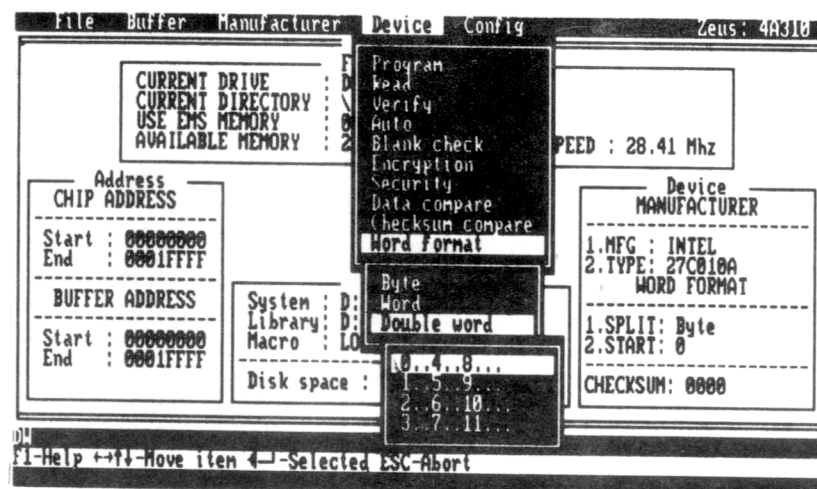 File Buffer Manufacturer Device Config Zeus: 4A310
F
CURRENT DRIVE : D
CURRENT DIRECTORY : \
USE EMS MEMORY : 0
AVAILABLE MEMORY : 2
PEED : 28.41 Mhz
Program
Read
Verify
Auto
Blank check
Encryption
Security
Data compare
Checksum compare
Word format
Byte
Word
Double word
0..4..8...
1..5..9...
2..6..10...
3..7..11...
Address
CHIP ADDRESS
Start : 00000000
End : 0001FFFF
BUFFER ADDRESS
Start : 00000000
End : 0001FFFF
System : D:
Library: D:
Macro : LO
Disk space :
Device
MANUFACTURER
1.MFG : INTEL
2.TYPE: 27C010A
WORD FORMAT
1.SPLIT: Byte
2.START: 0
CHECKSUM: 0000
DW
F1-Help ↔↑↓-Move item ◄─┘-Selected ESC-Abort